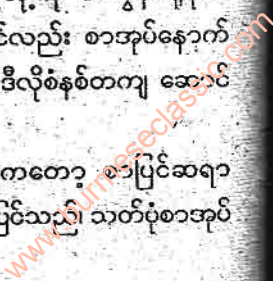 င်လည်း စာအုပ်နောက်
ဒီလိုစံနစ်တကျ ဆောင်
ကတော့ စာပြင်ဆရာ
ပြင်သည်၊ သတ်ပုံစာအုပ်
www.burmeseclassic.com